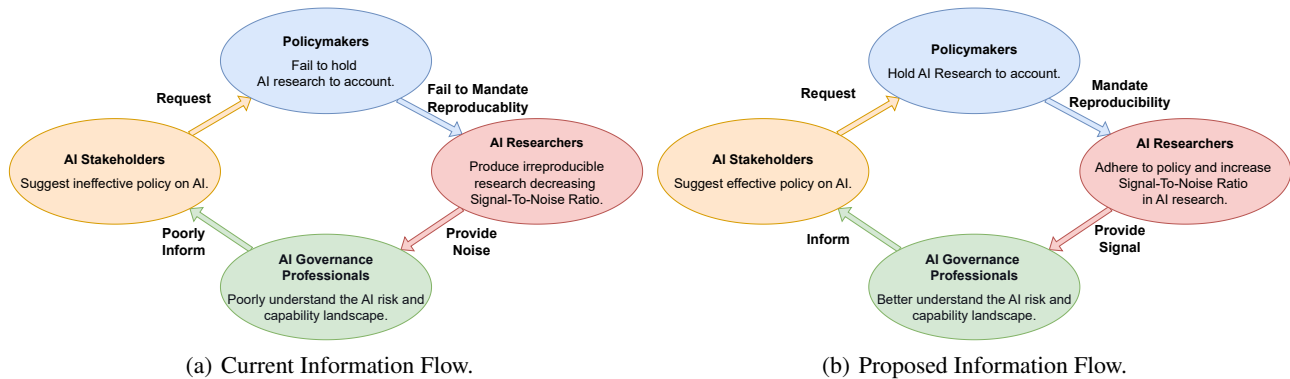 Policymakers
Fail to hold
AI research to account.
Request
Fail to Mandate
Reproducablity
AI Stakeholders
Suggest ineffective policy on AI.
AI Researchers
Produce irreproducible
research decreasing
Signal-To-Noise Ratio.
Poorly
Inform
Provide
Noise
AI Governance
Professionals
Poorly understand the AI risk and
capability landscape.
(a) Current Information Flow.
Policymakers
Hold AI Research to account.
Request
Mandate
Reproducibility
AI Stakeholders
Suggest effective policy on AI.
AI Researchers
Adhere to policy and increase
Signal-To-Noise Ratio
in AI research.
Inform
Provide
Signal
AI Governance
Professionals
Better understand the AI risk and
capability landscape.
(b) Proposed Information Flow.